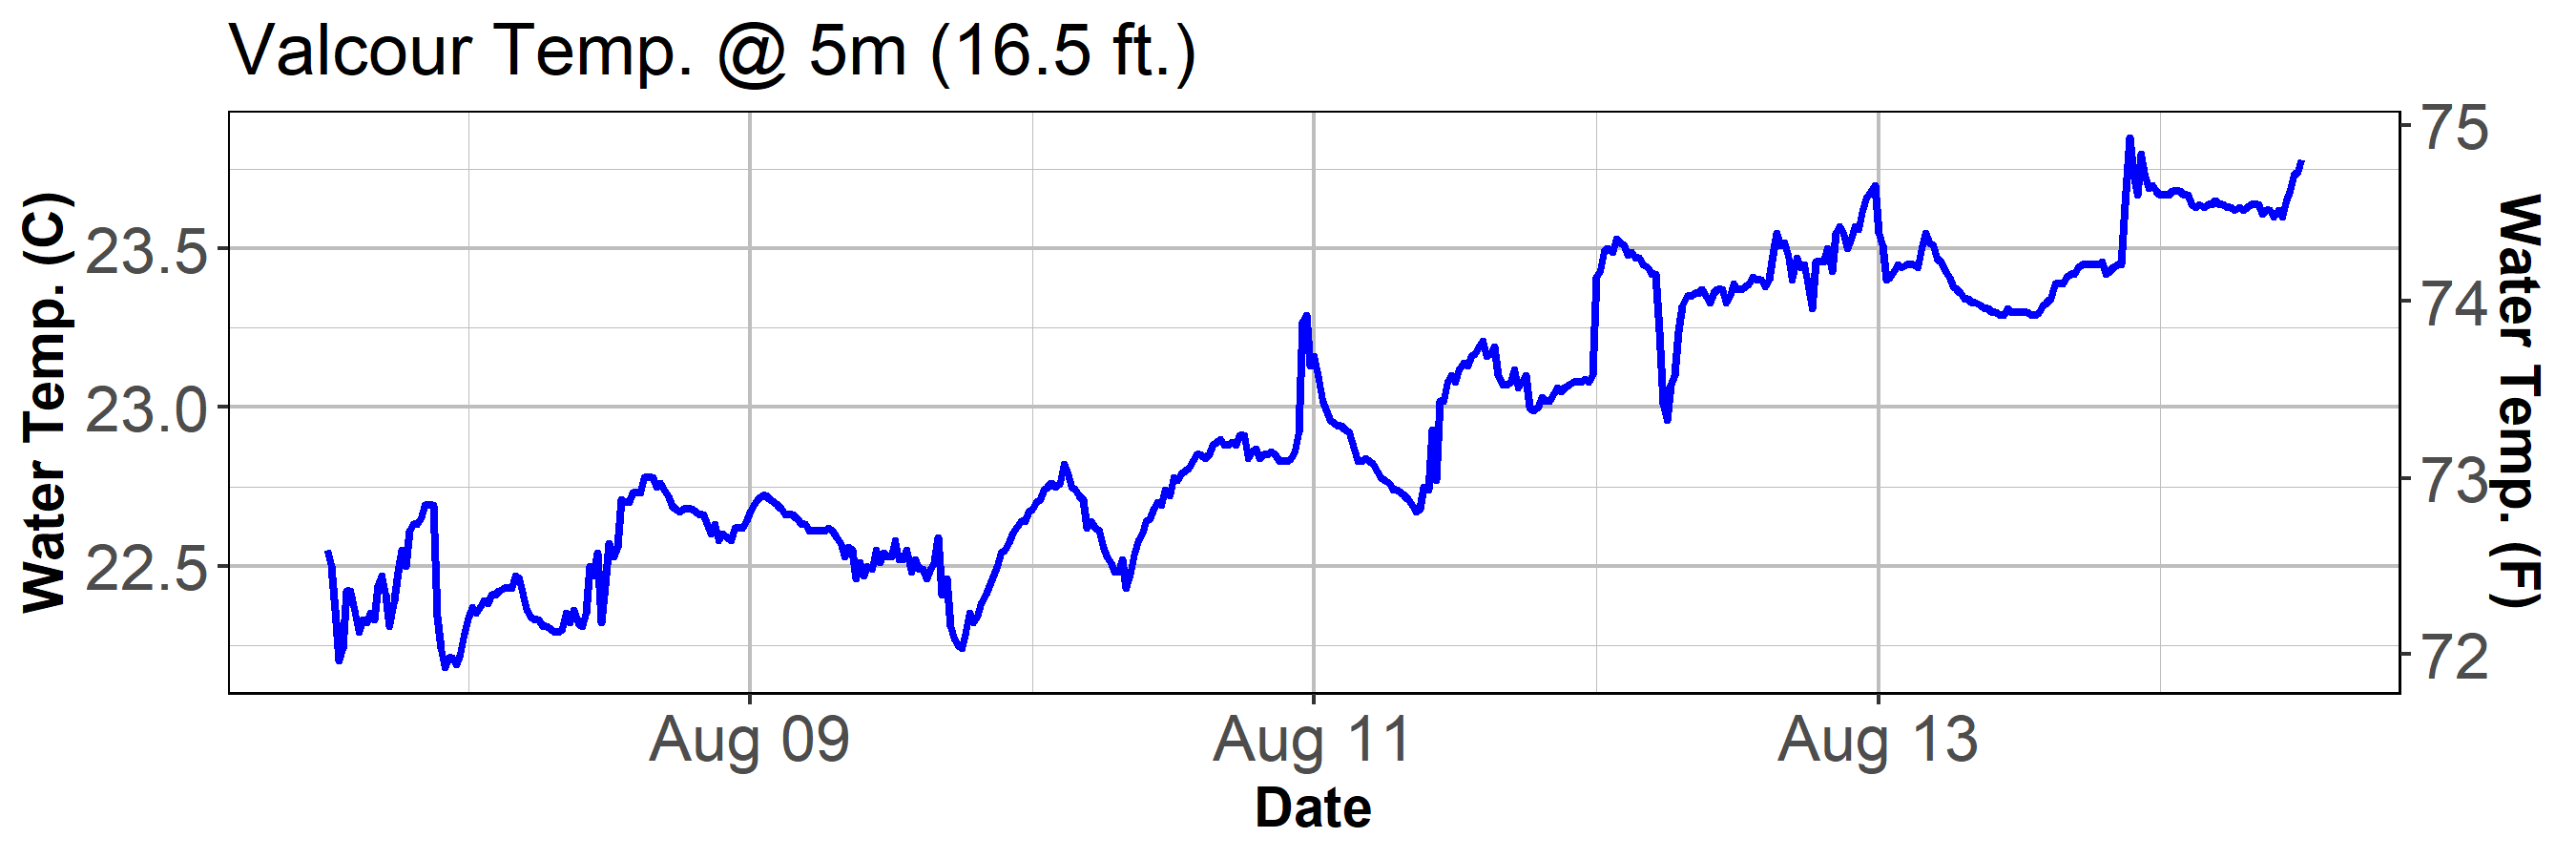 Valcour Temp. @ 5m (16.5 ft.)
Water Temp. (C)
23.5
23.0
22.5
75
74
73
72
Water Temp. (F)
Aug 09
Aug 11
Aug 13
Date